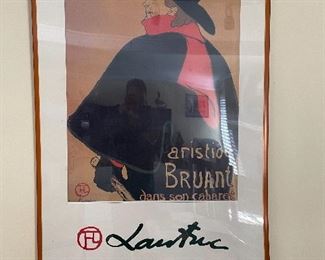 aristide
BRUANT
dans son cabaret
Lautrec